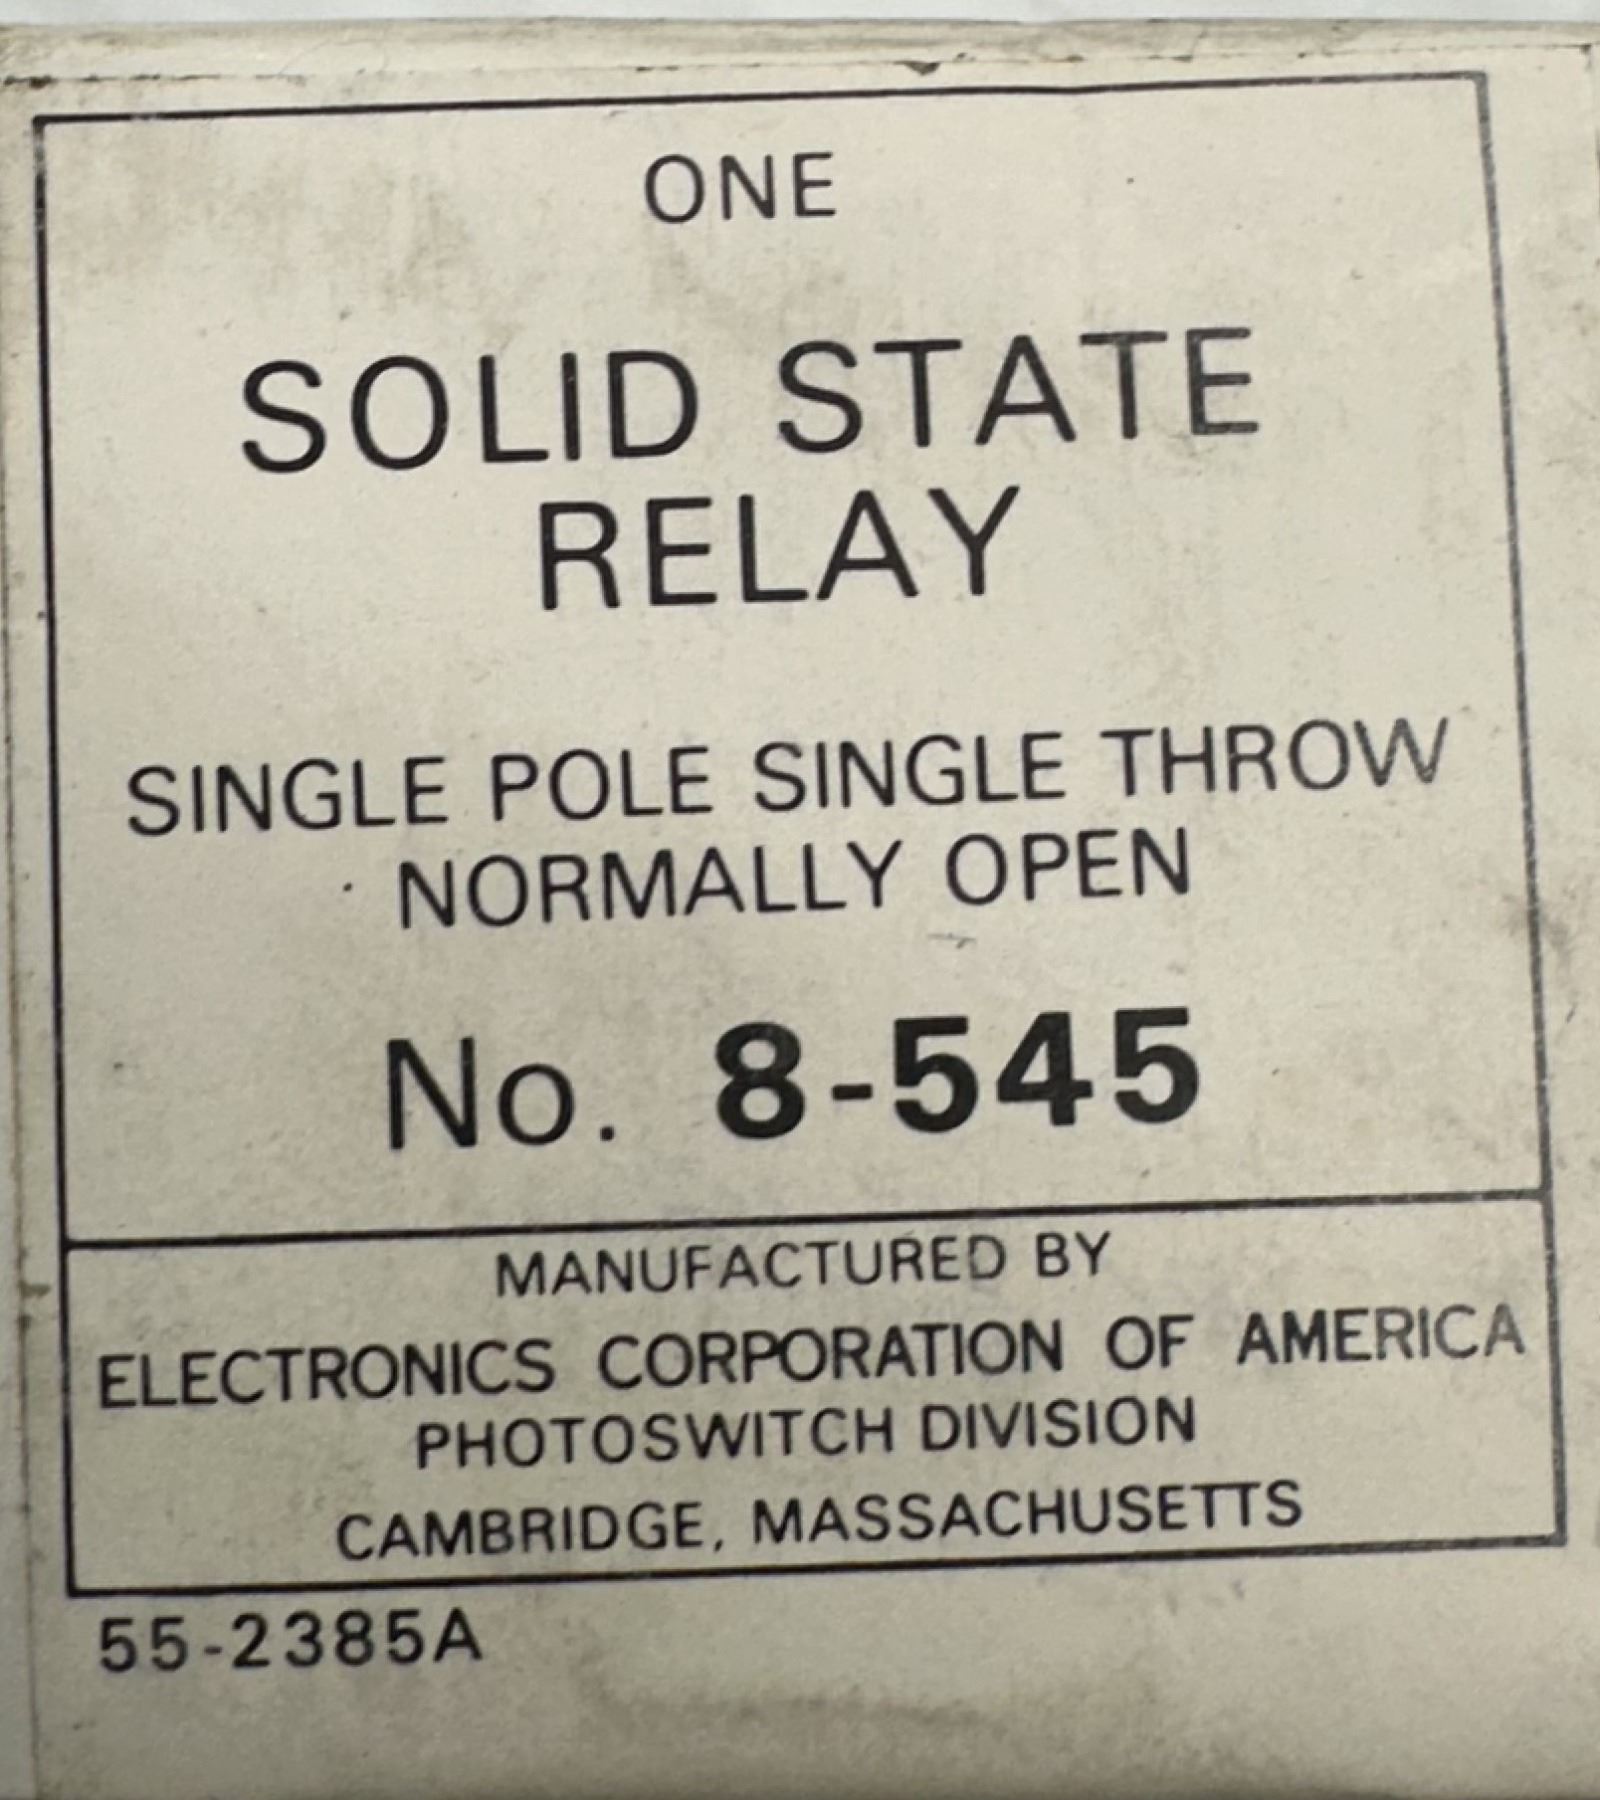 ONE
SOLID STATE
RELAY
SINGLE POLE SINGLE THROW
NORMALLY OPEN
No. 8-545
MANUFACTURED BY
ELECTRONICS CORPORATION OF AMERICA
PHOTOSWITCH DIVISION
CAMBRIDGE, MASSACHUSETTS
55-2385A